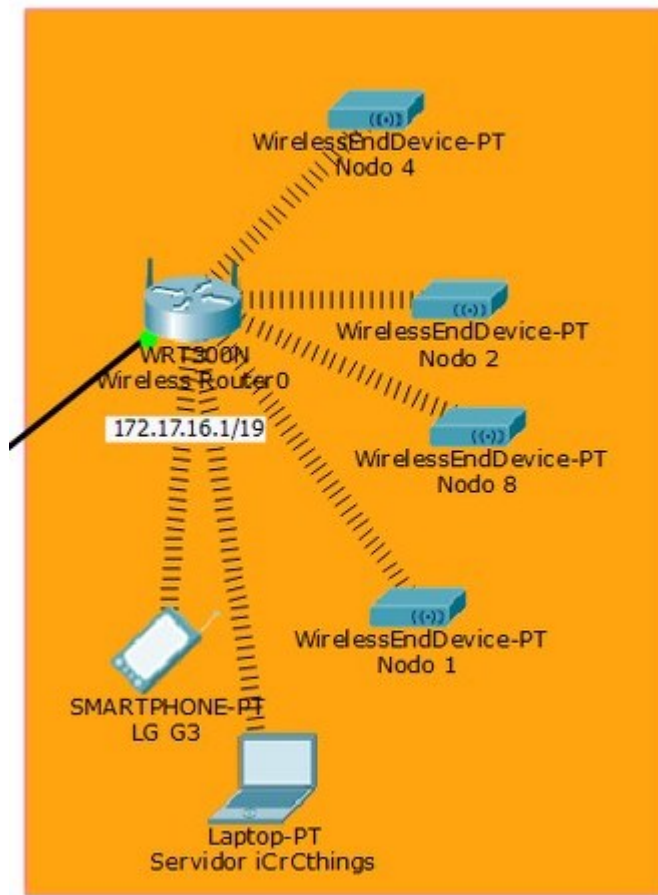 WirelessEndDevice-PT
Nodo 4
WirelessEndDevice-PT
Nodo 2
WRT300N
Wireless Router0
172.17.16.1/19
WirelessEndDevice-PT
Nodo 8
WirelessEndDevice-PT
Nodo 1
SMARTPHONE-PT
LG G3
Laptop-PT
Servidor iCrCthings